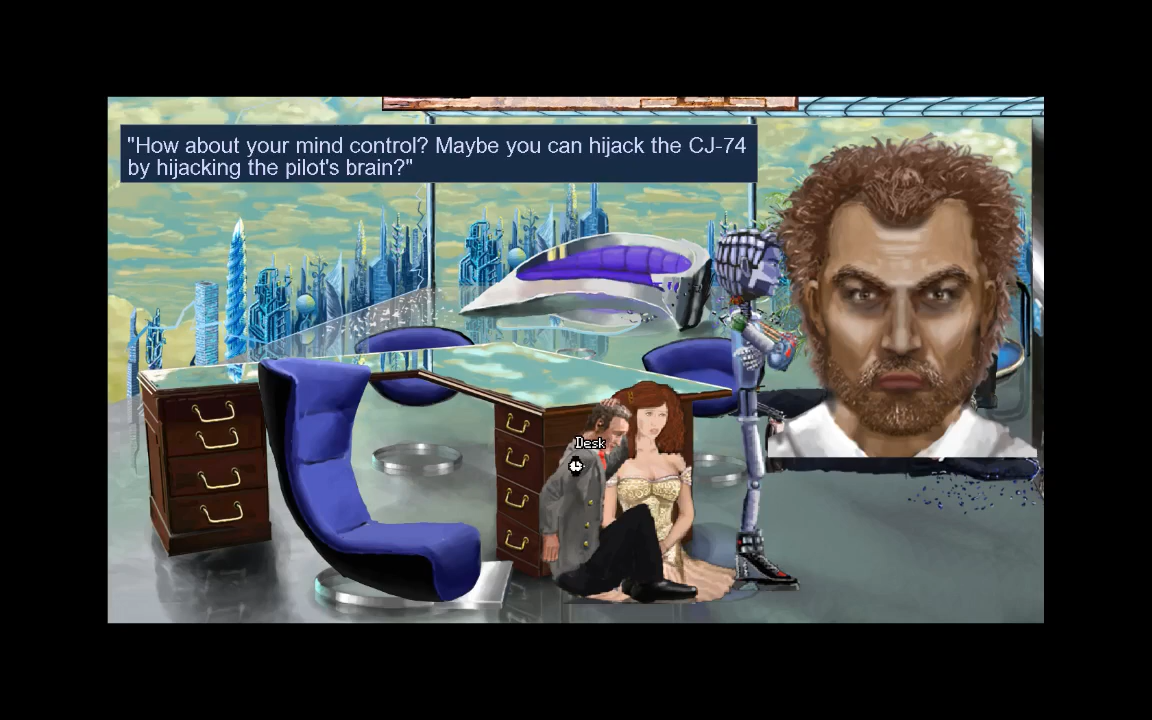 "How about your mind control? Maybe you can hijack the CJ-74
by hijacking the pilot's brain?"
Desk